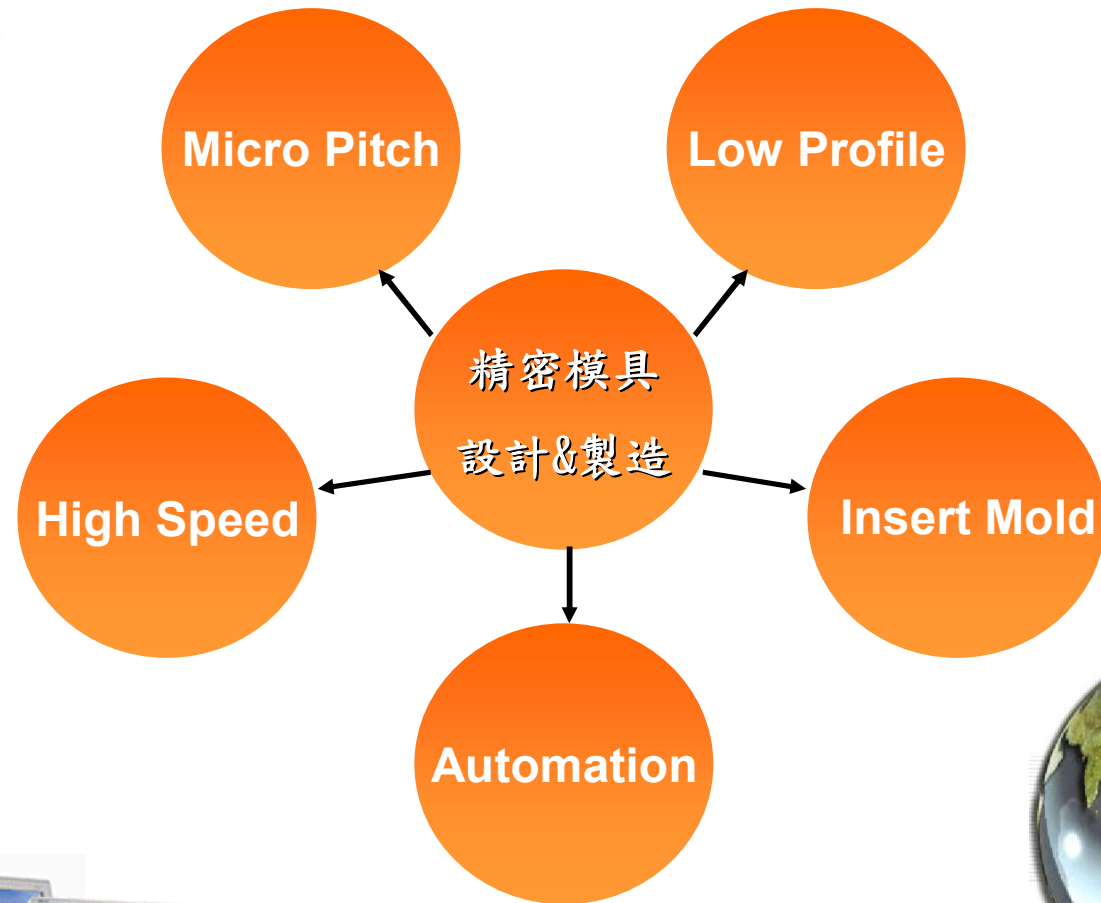 Micro Pitch
Low Profile
精密模具
設計&製造
High Speed
Insert Mold
Automation